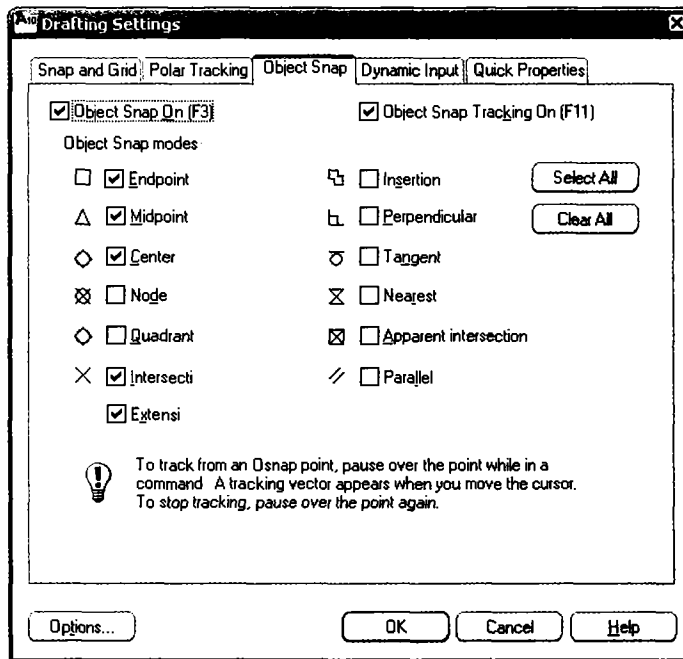 A10 Drafting Settings
Snap and Grid Polar Tracking Object Snap Dynamic Input Quick Properties
Object Snap On (F3) Object Snap Tracking On (F11)
Object Snap modes
Endpoint Insertion Select All
Midpoint Perpendicular Clear All
Center Tangent
Node Nearest
Quadrant Apparent intersection
Intersecti Parallel
Extensi
To track from an Osnap point, pause over the point while in a
command A tracking vector appears when you move the cursor.
To stop tracking, pause over the point again.
Options... OK Cancel Help